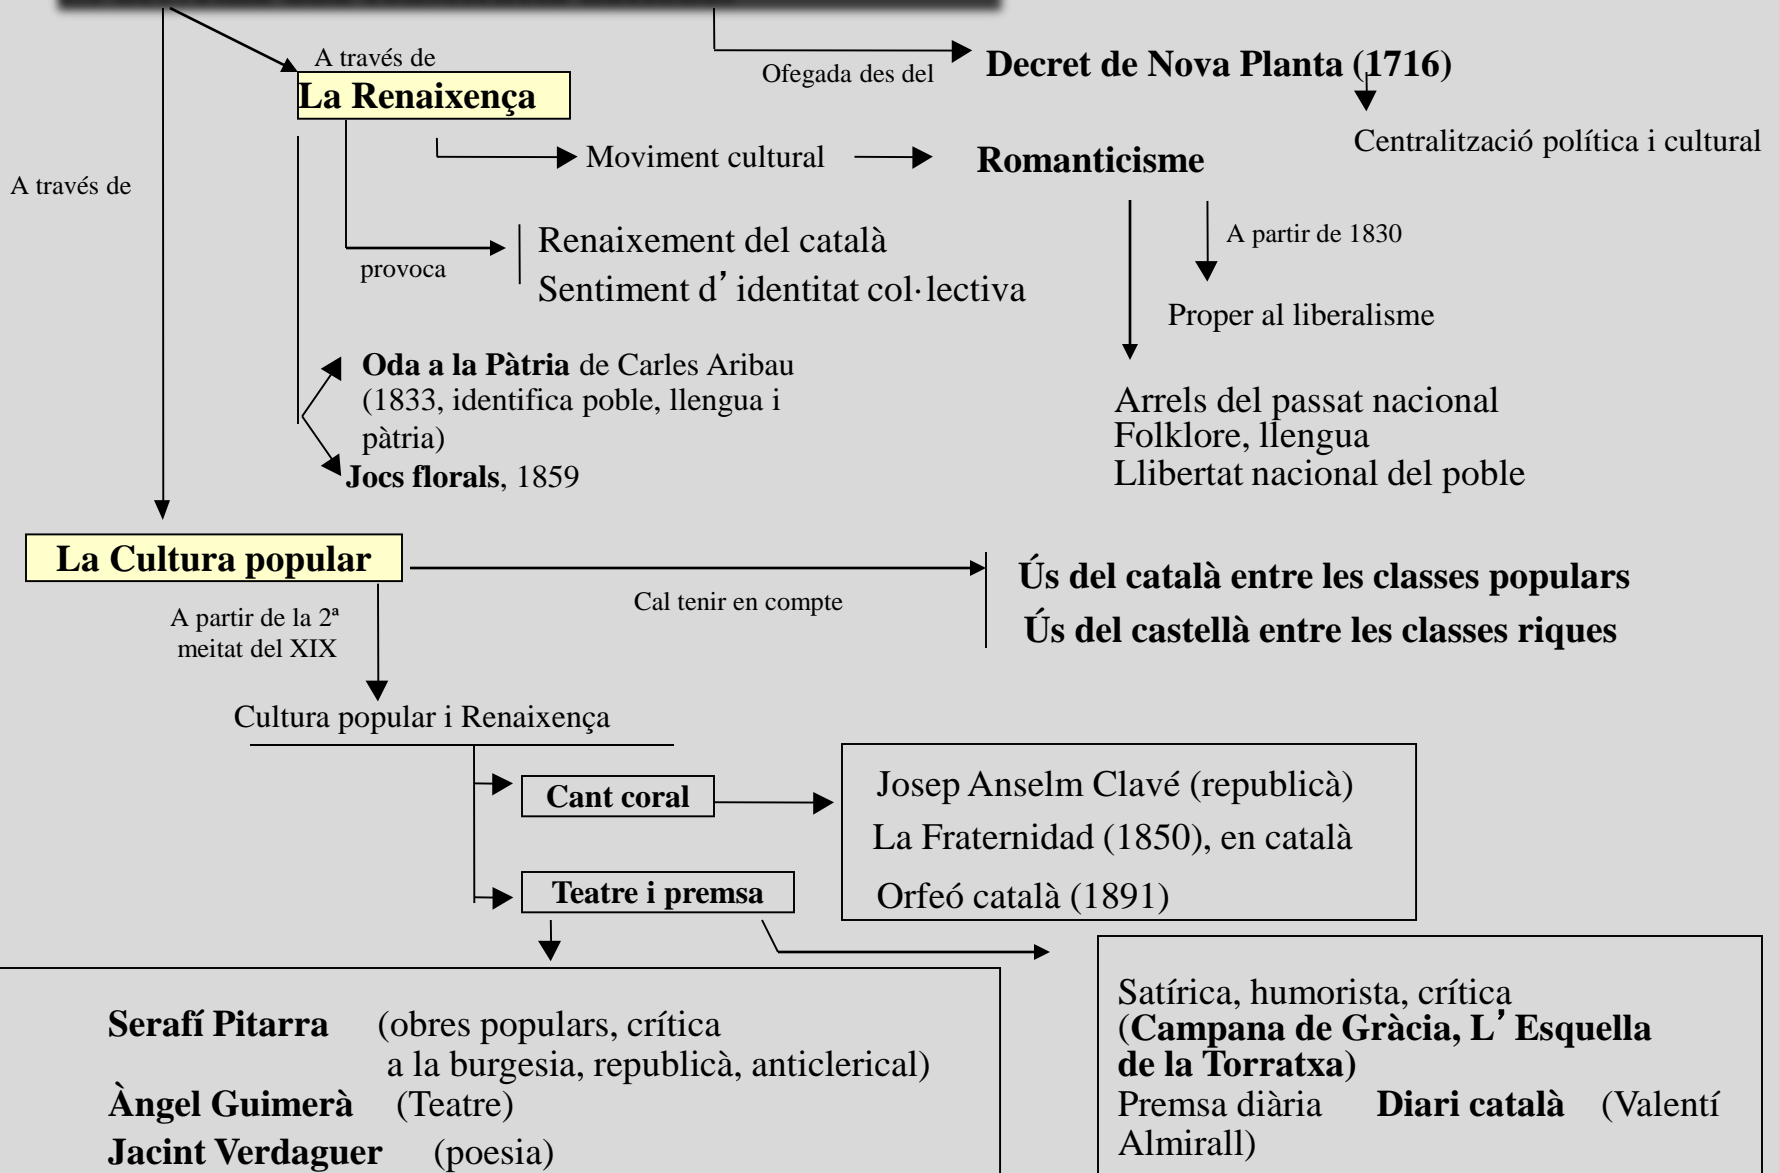 A través de
La Renaixença
Ofegada des del
Decret de Nova Planta (1716)
Centralització política i cultural
Moviment cultural
Romanticisme
A través de
Renaixement del català
Sentiment d’ identitat col·lectiva
provoca
A partir de 1830
Proper al liberalisme
Oda a la Pàtria de Carles Aribau
(1833, identifica poble, llengua i
pàtria)
Jocs florals, 1859
Arrels del passat nacional
Folklore, llengua
Llibertat nacional del poble
La Cultura popular
Cal tenir en compte
Ús del català entre les classes populars
Ús del castellà entre les classes riques
A partir de la 2ª
meitat del XIX
Cultura popular i Renaixença
Cant coral
Josep Anselm Clavé (republicà)
La Fraternidad (1850), en català
Orfeó català (1891)
Teatre i premsa
Serafí Pitarra (obres populars, crítica
a la burgesia, republicà, anticlerical)
Àngel Guimerà (Teatre)
Jacint Verdaguer (poesia)
Satírica, humorista, crítica
(Campana de Gràcia, L’ Esquella
de la Torratxa)
Premsa diària Diari català (Valentí
Almirall)